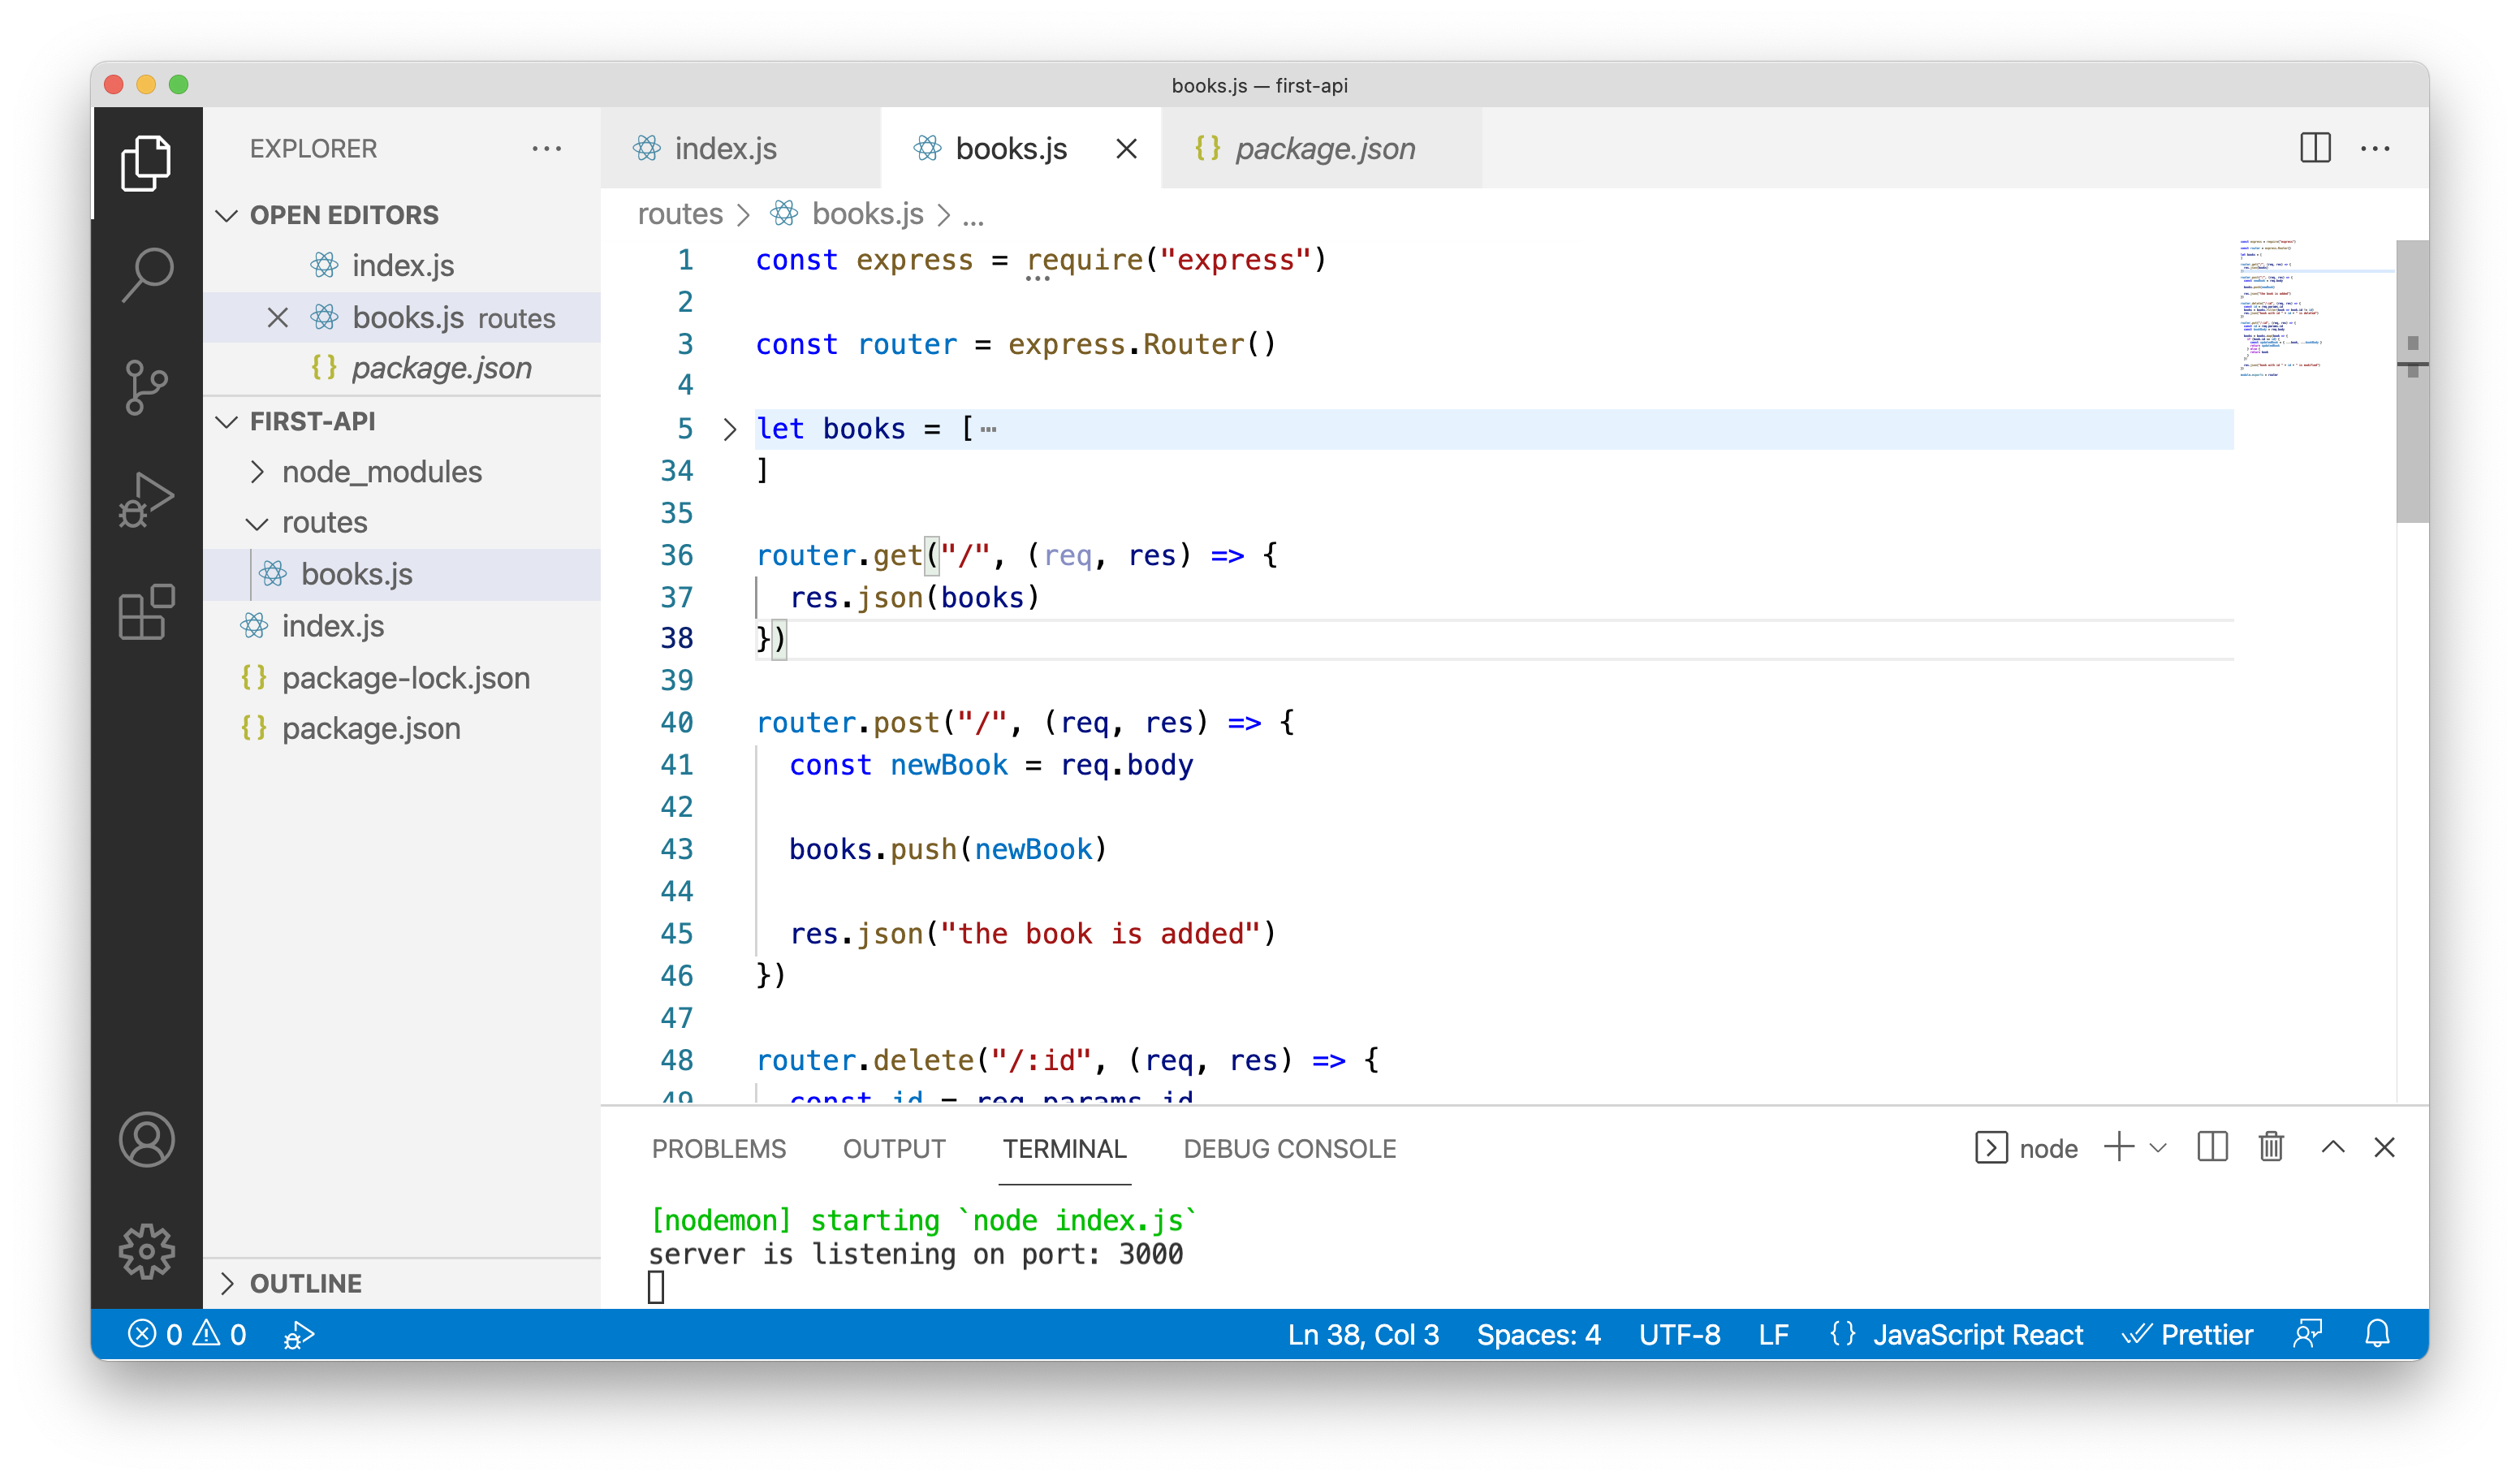 books.js — first-api
EXPLORER
OPEN EDITORS
index.js
books.js routes
package.json
FIRST-API
node_modules
routes
books.js
index.js
package-lock.json
package.json
OUTLINE
index.js books.js package.json
routes > books.js > ...
1 const express = require("express")
2
3 const router = express.Router()
4
5 let books = [
34 ]
35
36 router.get("/", (req, res) => {
37 res.json(books)
38 })
39
40 router.post("/", (req, res) => {
41 const newBook = req.body
42
43 books.push(newBook)
44
45 res.json("the book is added")
46 })
47
48 router.delete("/:id", (req, res) => {
49 const id = req.params.id
PROBLEMS OUTPUT TERMINAL DEBUG CONSOLE node
[nodemon] starting `node index.js`
server is listening on port: 3000
0 0 Ln 38, Col 3 Spaces: 4 UTF-8 LF {} JavaScript React Prettier